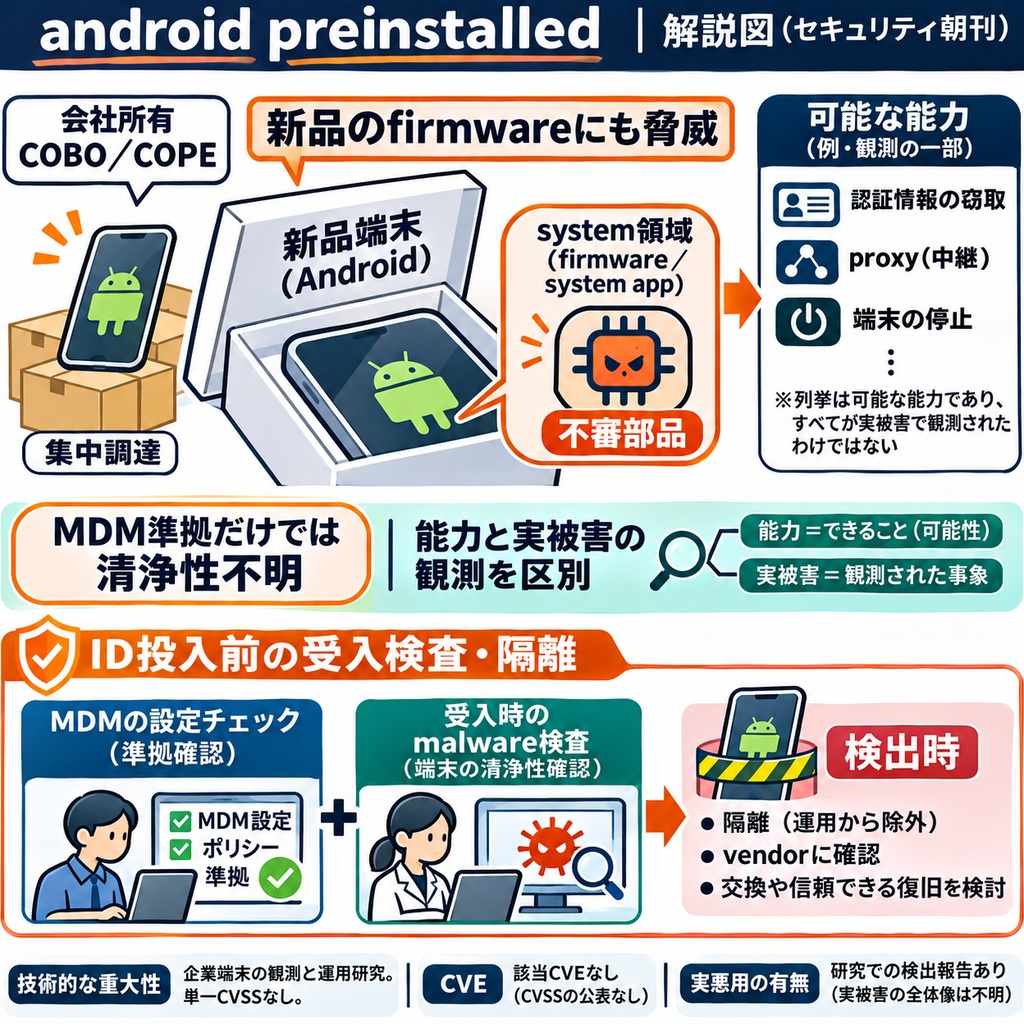 android preinstalled | 解説図(セキュリティ朝刊)
会社所有
COBO/COPE
集中調達
新品のfirmwareにも脅威
新品端末
(Android)
system領域
(firmware/
system app)
不審部品
可能な能力
(例・観測の一部)
認証情報の窃取
proxy(中継)
端末の停止
⋮
※列挙は可能な能力であり、
すべてが実被害で観測された
わけではない
MDM準拠だけでは
清浄性不明
能力と実被害の
観測を区別
能力=できること(可能性)
実被害=観測された事象
ID投入前の受入検査・隔離
MDMの設定チェック
(準拠確認)
MDM設定
ポリシー
準拠
+
受入時の
malware検査
(端末の清浄性確認)
検出時
● 隔離(運用から除外)
● vendorに確認
● 交換や信頼できる復旧を検討
技術的な重大性
企業端末の観測と運用研究。
単一CVSSなし。
CVE
該当CVEなし
(CVSSの公表なし)
実悪用の有無
研究での検出報告あり
(実被害の全体像は不明)